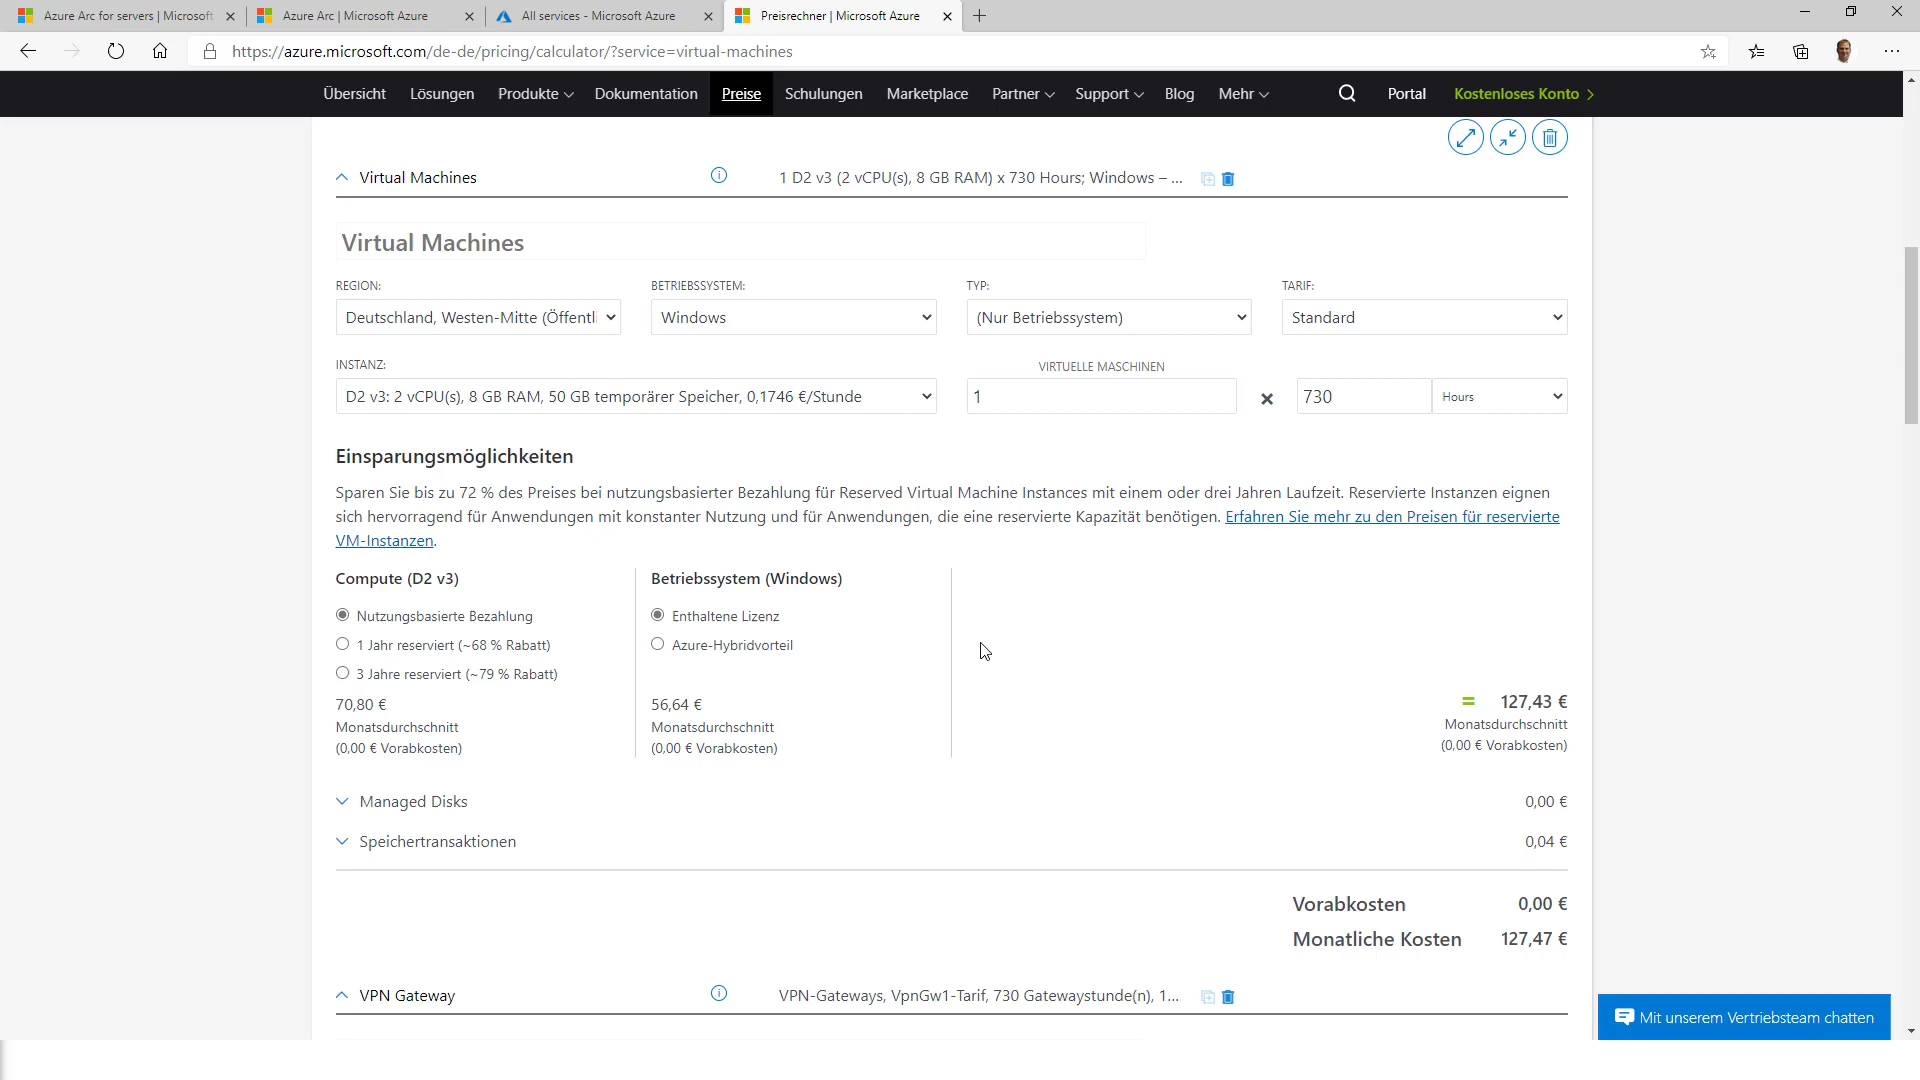 Azure Arc for servers | Microsoft
Azure Arc | Microsoft Azure
All services - Microsoft Azure
Preisrechner | Microsoft Azure
https://azure.microsoft.com/de-de/pricing/calculator/?service=virtual-machines
Übersicht Lösungen Produkte Dokumentation Preise Schulungen Marketplace Partner Support Blog Mehr Portal Kostenloses Konto
Virtual Machines 1 D2 v3 (2 vCPU(s), 8 GB RAM) x 730 Hours; Windows – ...
Virtual Machines
REGION: BETRIEBSSYSTEM: TYP: TARIF:
Deutschland, Westen-Mitte (Öffentli Windows (Nur Betriebssystem) Standard
INSTANZ: VIRTUELLE MASCHINEN
D2 v3: 2 vCPU(s), 8 GB RAM, 50 GB temporärer Speicher, 0,1746 €/Stunde 1 × 730 Hours
Einsparungsmöglichkeiten
Sparen Sie bis zu 72 % des Preises bei nutzungsbasierter Bezahlung für Reserved Virtual Machine Instances mit einem oder drei Jahren Laufzeit. Reservierte Instanzen eignen
sich hervorragend für Anwendungen mit konstanter Nutzung und für Anwendungen, die eine reservierte Kapazität benötigen. Erfahren Sie mehr zu den Preisen für reservierte
VM-Instanzen.
Compute (D2 v3) Betriebssystem (Windows)
Nutzungsbasierte Bezahlung Enthaltene Lizenz
1 Jahr reserviert (~68 % Rabatt) Azure-Hybridvorteil
3 Jahre reserviert (~79 % Rabatt)
70,80 € 56,64 € = 127,43 €
Monatsdurchschnitt Monatsdurchschnitt Monatsdurchschnitt
(0,00 € Vorabkosten) (0,00 € Vorabkosten) (0,00 € Vorabkosten)
Managed Disks 0,00 €
Speichertransaktionen 0,04 €
Vorabkosten 0,00 €
Monatliche Kosten 127,47 €
VPN Gateway VPN-Gateways, VpnGw1-Tarif, 730 Gatewaystunde(n), 1...
Mit unserem Vertriebsteam chatten